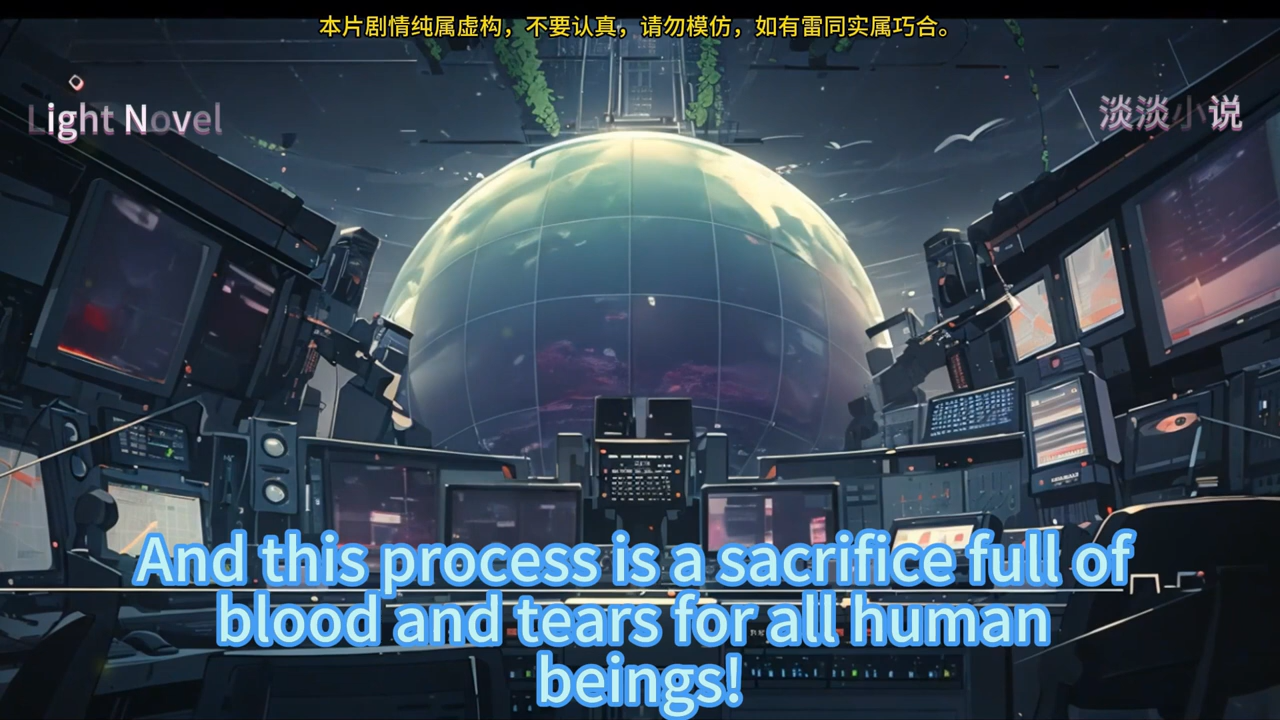 本片剧情纯属虚构，不要认真，请勿模仿，如有雷同实属巧合。
Light Novel
淡淡小说
And this process is a sacrifice full of
blood and tears for all human
beings!